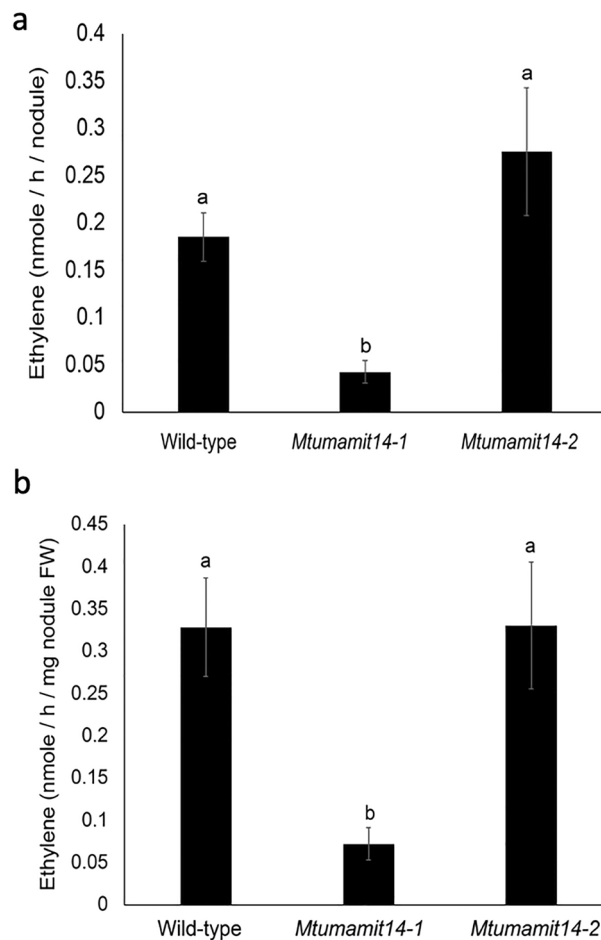 a
Ethylene (nmole / h / nodule)
0.4
0.35
0.3
0.25
0.2
0.15
0.1
0.05
0
a
b
a
Wild-type
Mtumamit14-1
Mtumamit14-2
b
Ethylene (nmole / h / mg nodule FW)
0.45
0.4
0.35
0.3
0.25
0.2
0.15
0.1
0.05
0
a
b
a
Wild-type
Mtumamit14-1
Mtumamit14-2